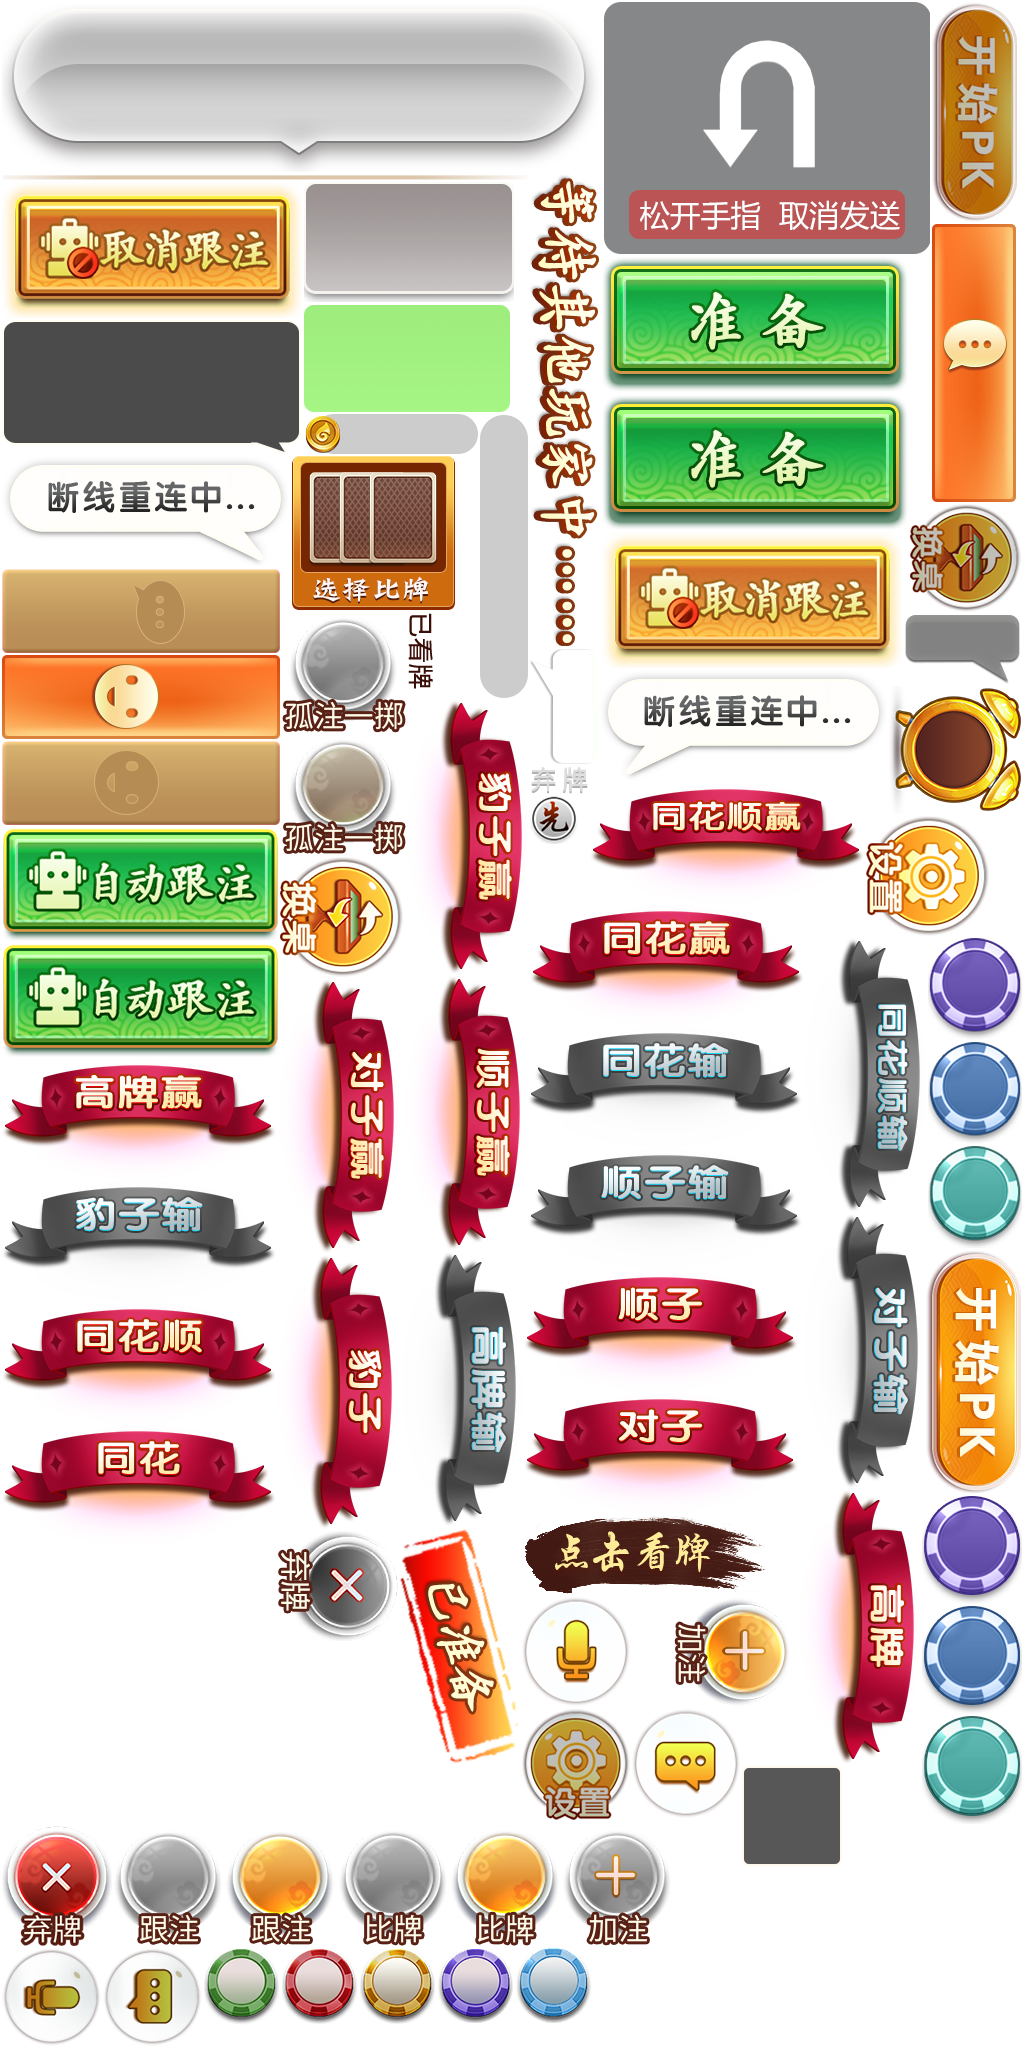 开始PK
松开手指 取消发送
取消跟注
等待其他玩家中……
准备
准备
断线重连中...
选择比牌
换桌
取消跟注
已看牌
孤注一掷
断线重连中...
弃牌
先
豹子赢
同花顺赢
孤注一掷
自动跟注
换桌
设置
同花赢
自动跟注
对子赢
顺子赢
同花输
同花顺输
高牌赢
顺子输
豹子输
顺子
对子输
开始PK
同花顺
豹子
高牌输
对子
同花
点击看牌
弃牌
已准备
加注
高牌
设置
弃牌
跟注
跟注
比牌
比牌
加注